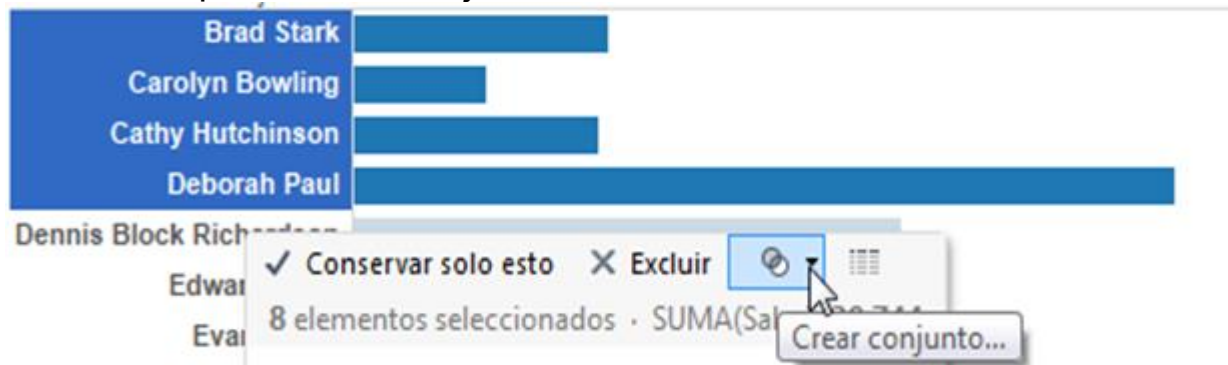 Brad Stark
Carolyn Bowling
Cathy Hutchinson
Deborah Paul
Dennis Block
✓ Conservar solo esto ✕ Excluir
8 elementos seleccionados · SUMA(Sal
Crear conjunto...